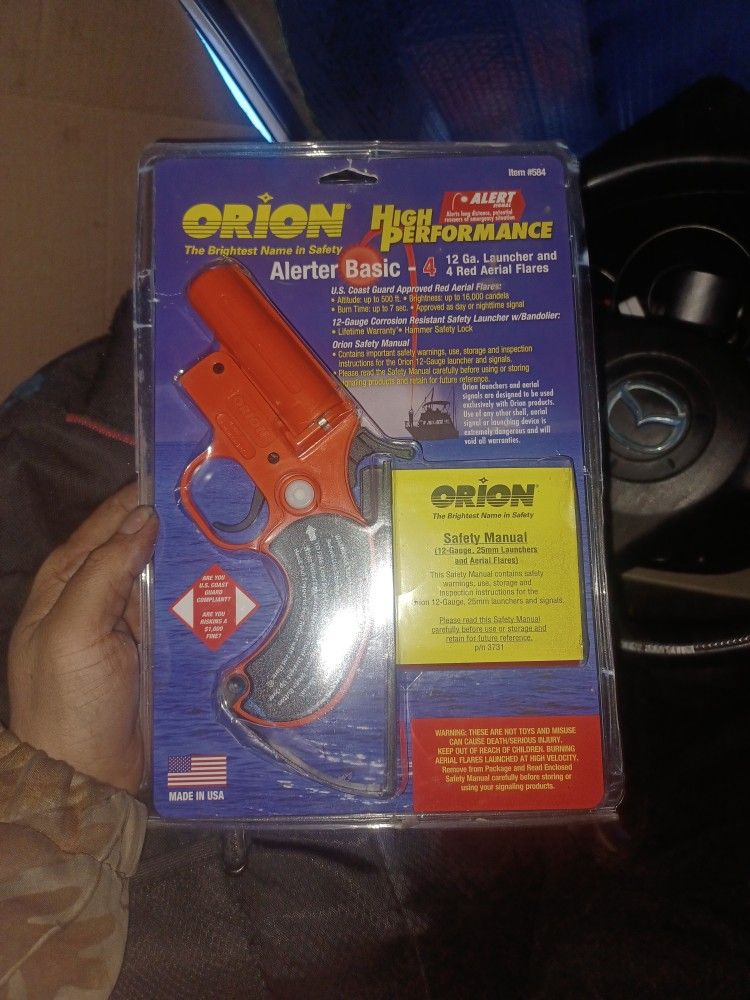 Item #584
ORION®
The Brightest Name in Safety
ALERT
SIGNAL
Alerts long distance, potential
rescuers of emergency situation
HIGH
PERFORMANCE
Alerter Basic - 4
12 Ga. Launcher and
4 Red Aerial Flares
U.S. Coast Guard Approved Red Aerial Flares:
• Altitude: up to 500 ft. • Brightness: up to 16,000 candela
• Burn Time: up to 7 sec. • Approved as day or nighttime signal
12-Gauge Corrosion Resistant Safety Launcher w/Bandolier:
• Lifetime Warranty* • Hammer Safety Lock
Orion Safety Manual
• Contains important safety warnings, use, storage and inspection
instructions for the Orion 12-Gauge launcher and signals.
• Please read the Safety Manual carefully before using or storing
signaling products and retain for future reference.
Orion launchers and aerial
signals are designed to be used
exclusively with Orion products.
Use of any other shell, aerial
signal or launching device is
extremely dangerous and will
void all warranties.
ORION®
The Brightest Name in Safety
Safety Manual
(12-Gauge, 25mm Launchers
and Aerial Flares)
This Safety Manual contains safety
warnings, use, storage and
inspection instructions for the
Orion 12-Gauge, 25mm launchers and signals.
Please read this Safety Manual
carefully before use or storage and
retain for future reference.
p/n 3731
ARE YOU
U.S. COAST
GUARD
COMPLIANT?
ARE YOU
RISKING A
$1,000
FINE?
MADE IN USA
WARNING: THESE ARE NOT TOYS AND MISUSE
CAN CAUSE DEATH/SERIOUS INJURY.
KEEP OUT OF REACH OF CHILDREN. BURNING
AERIAL FLARES LAUNCHED AT HIGH VELOCITY.
Remove from Package and Read Enclosed
Safety Manual carefully before storing or
using your signaling products.